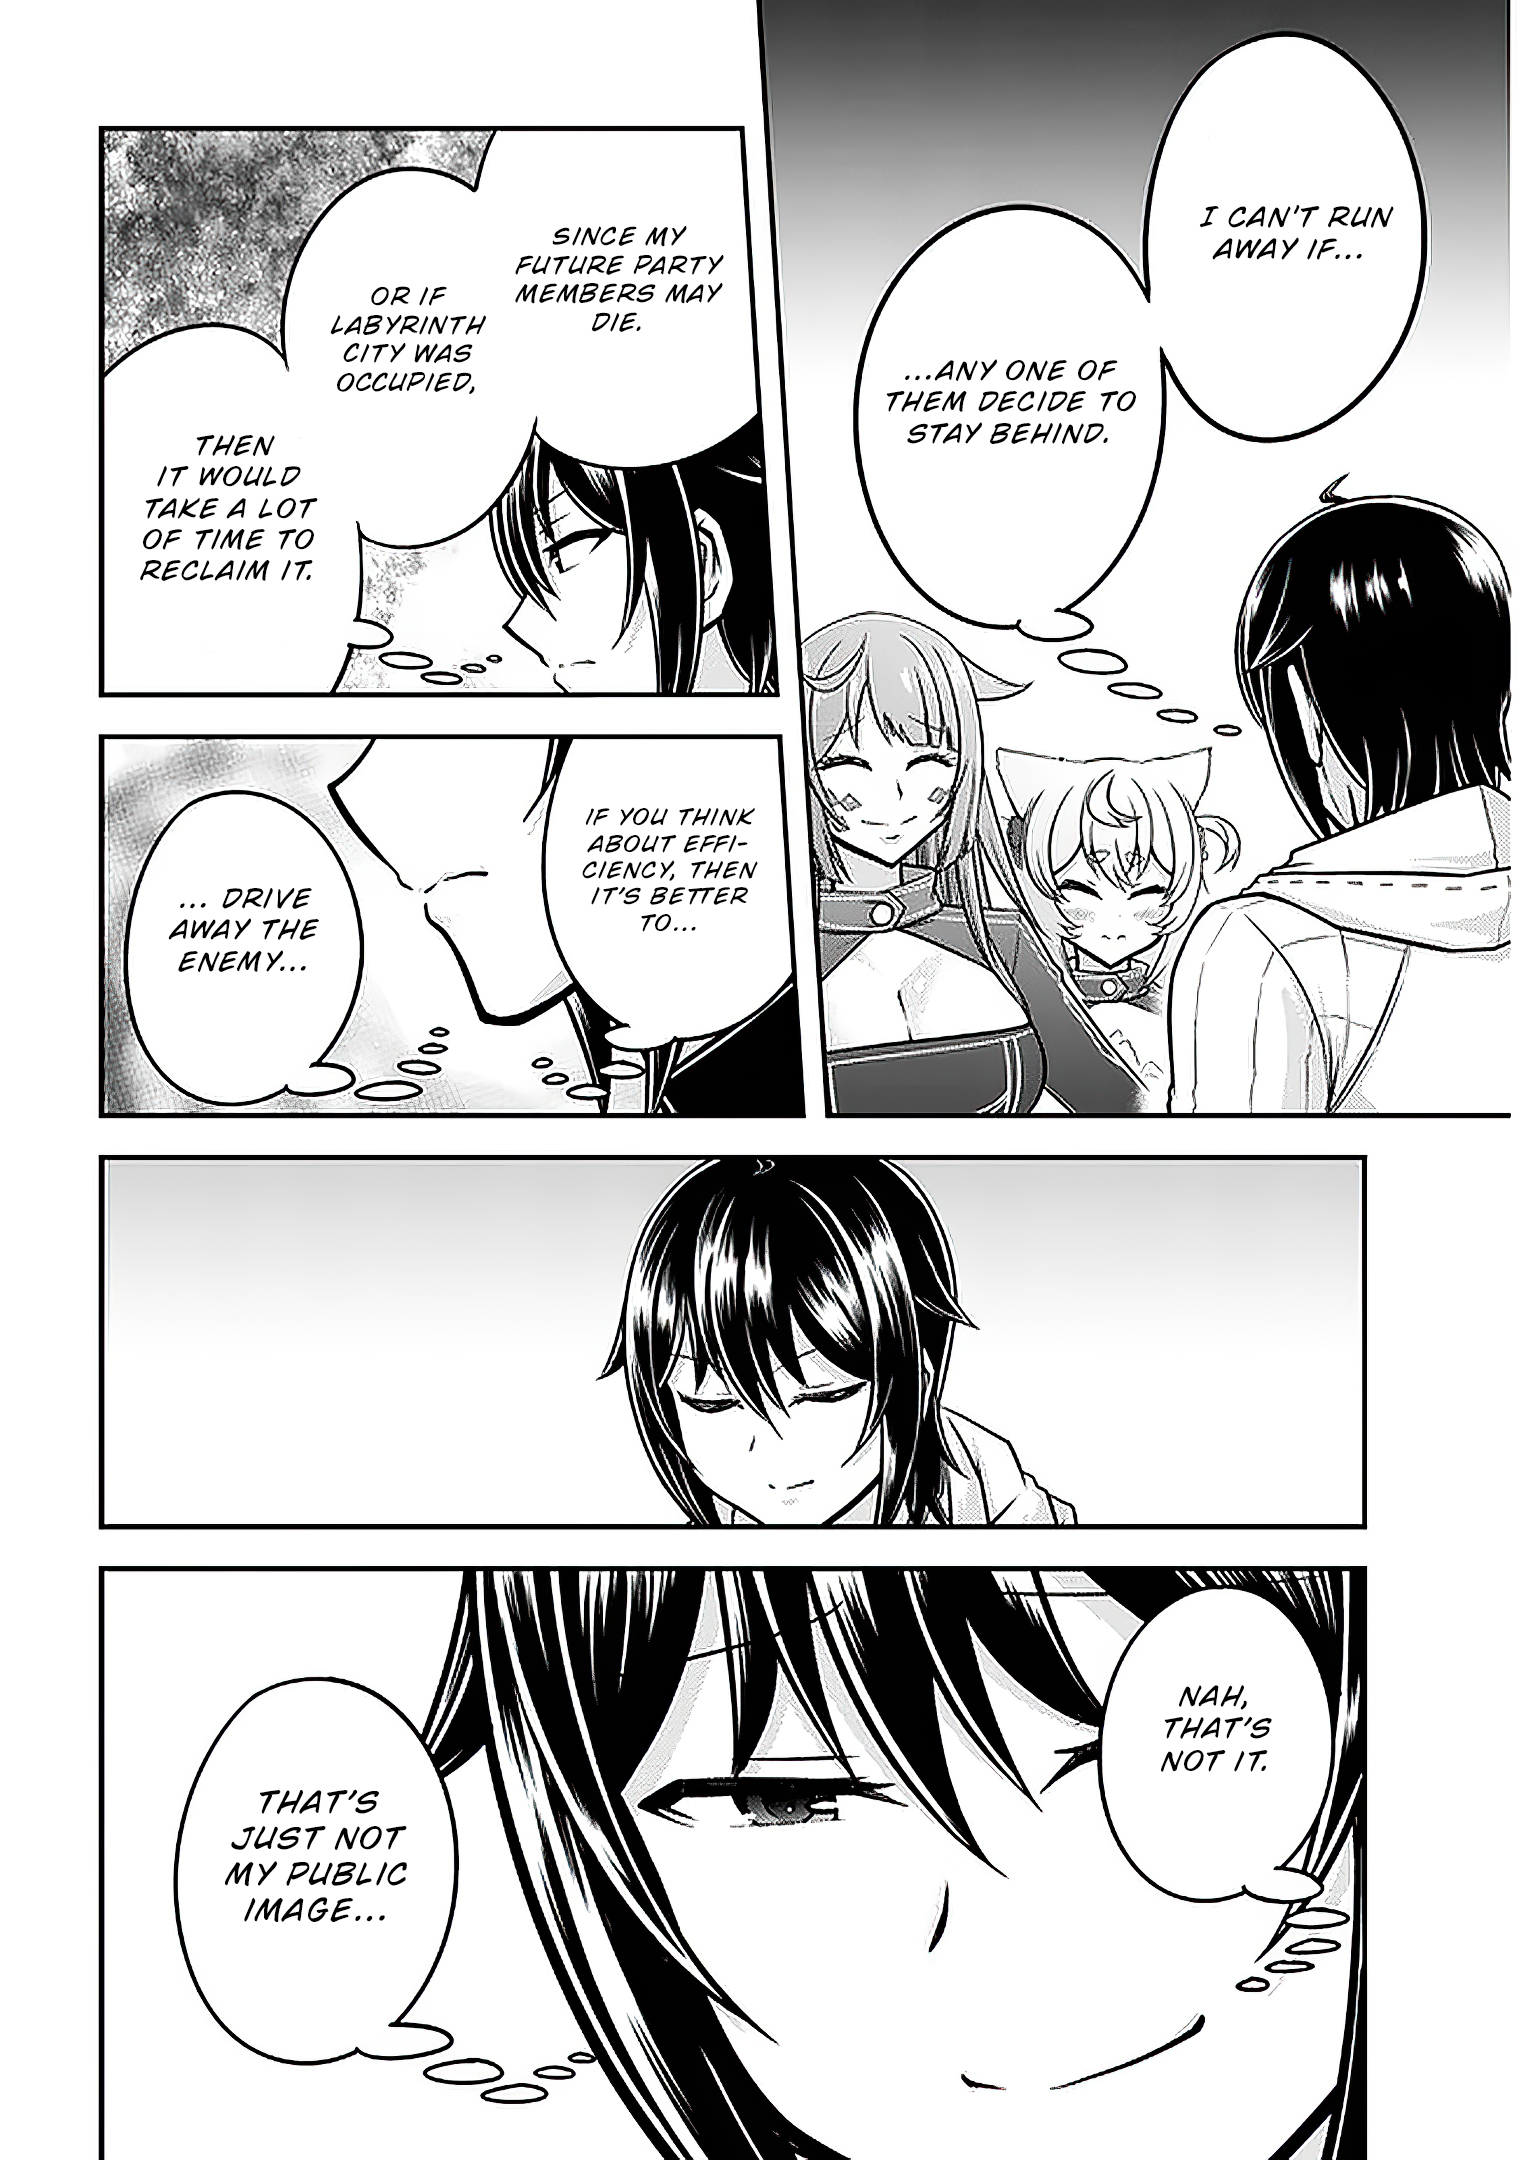 I CAN'T RUN
AWAY IF...
...ANY ONE OF
THEM DECIDE TO
STAY BEHIND.
SINCE MY
FUTURE PARTY
MEMBERS MAY
DIE.
OR IF
LABYRINTH
CITY WAS
OCCUPIED,
THEN
IT WOULD
TAKE A LOT
OF TIME TO
RECLAIM IT.
IF YOU THINK
ABOUT EFFI-
CIENCY, THEN
IT'S BETTER
TO...
... DRIVE
AWAY THE
ENEMY...
NAH,
THAT'S
NOT IT.
THAT'S
JUST NOT
MY PUBLIC
IMAGE...